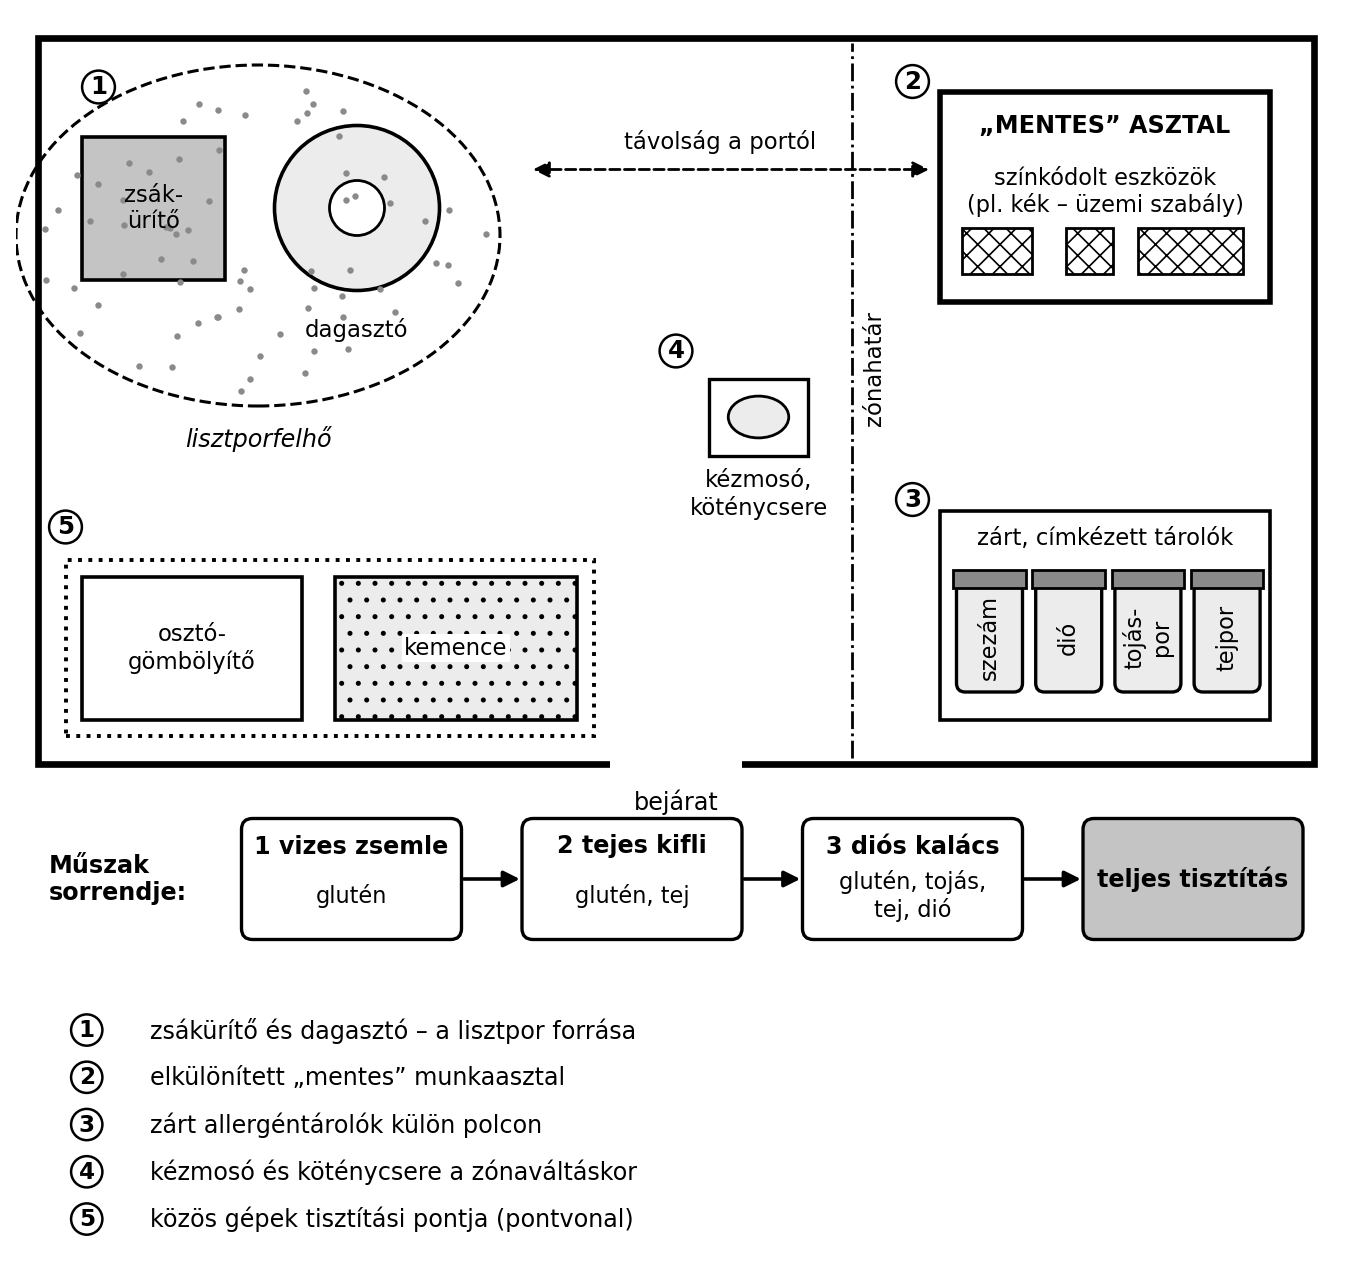 1
zsák-
ürítő
dagasztó
lisztporfelhő
távolság a portól
zónahatár
2
„MENTES” ASZTAL
színkódolt eszközök
(pl. kék – üzemi szabály)
4
kézmosó,
köténycsere
3
zárt, címkézett tárolók
szezám
dió
tojás-
por
tejpor
5
osztó-
gömbölyítő
kemence
bejárat
Műszak
sorrendje:
1 vizes zsemle
glutén
2 tejes kifli
glutén, tej
3 diós kalács
glutén, tojás,
tej, dió
teljes tisztítás
1 zsákürítő és dagasztó – a lisztpor forrása
2 elkülönített „mentes” munkaasztal
3 zárt allergéntárolók külön polcon
4 kézmosó és köténycsere a zónaváltáskor
5 közös gépek tisztítási pontja (pontvonal)